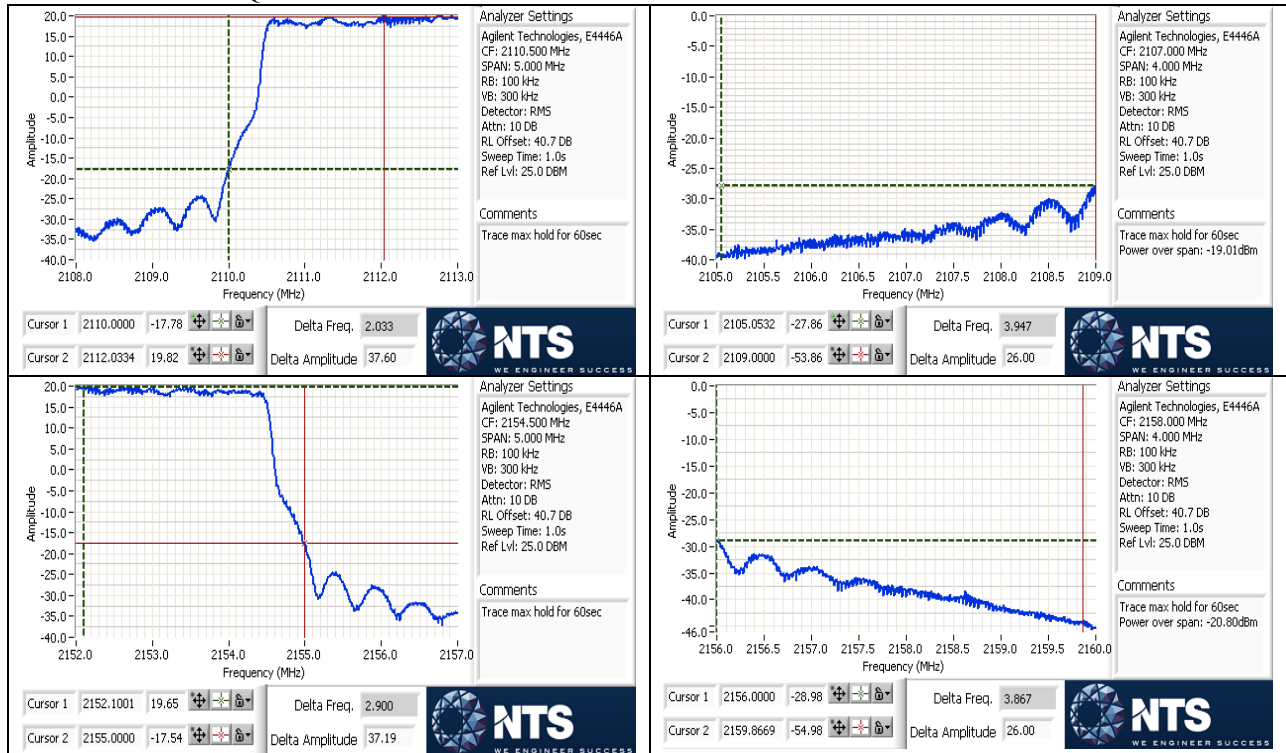 Analyzer Settings
Agilent Technologies, E4446A
CF: 2110.500 MHz
SPAN: 5.000 MHz
RB: 100 kHz
VB: 300 kHz
Detector: RMS
Attn: 10 DB
RL Offset: 40.7 DB
Sweep Time: 1.0s
Ref Lvl: 25.0 DBM
Comments
Trace max hold for 60sec
Amplitude
20.0
15.0
10.0
5.0
0.0
-5.0
-10.0
-15.0
-20.0
-25.0
-30.0
-35.0
-40.0
2108.0 2109.0 2110.0 2111.0 2112.0 2113.0
Frequency (MHz)
Cursor 1 2110.0000 -17.78
Cursor 2 2112.0334 19.82
Delta Freq. 2.033
Delta Amplitude 37.60
NTS
WE ENGINEER SUCCESS
Analyzer Settings
Agilent Technologies, E4446A
CF: 2107.000 MHz
SPAN: 4.000 MHz
RB: 100 kHz
VB: 300 kHz
Detector: RMS
Attn: 10 DB
RL Offset: 40.7 DB
Sweep Time: 1.0s
Ref Lvl: 25.0 DBM
Comments
Trace max hold for 60sec
Power over span: -19.01dBm
Amplitude
0.0
-5.0
-10.0
-15.0
-20.0
-25.0
-30.0
-35.0
-40.0
2105.0 2105.5 2106.0 2106.5 2107.0 2107.5 2108.0 2108.5 2109.0
Frequency (MHz)
Cursor 1 2105.0532 -27.86
Cursor 2 2109.0000 -53.86
Delta Freq. 3.947
Delta Amplitude 26.00
NTS
WE ENGINEER SUCCESS
Analyzer Settings
Agilent Technologies, E4446A
CF: 2154.500 MHz
SPAN: 5.000 MHz
RB: 100 kHz
VB: 300 kHz
Detector: RMS
Attn: 10 DB
RL Offset: 40.7 DB
Sweep Time: 1.0s
Ref Lvl: 25.0 DBM
Comments
Trace max hold for 60sec
Amplitude
20.0
15.0
10.0
5.0
0.0
-5.0
-10.0
-15.0
-20.0
-25.0
-30.0
-35.0
-40.0
2152.0 2153.0 2154.0 2155.0 2156.0 2157.0
Frequency (MHz)
Cursor 1 2152.1001 19.65
Cursor 2 2155.0000 -17.54
Delta Freq. 2.900
Delta Amplitude 37.19
NTS
WE ENGINEER SUCCESS
Analyzer Settings
Agilent Technologies, E4446A
CF: 2158.000 MHz
SPAN: 4.000 MHz
RB: 100 kHz
VB: 300 kHz
Detector: RMS
Attn: 10 DB
RL Offset: 40.7 DB
Sweep Time: 1.0s
Ref Lvl: 25.0 DBM
Comments
Trace max hold for 60sec
Power over span: -20.80dBm
Amplitude
0.0
-5.0
-10.0
-15.0
-20.0
-25.0
-30.0
-35.0
-40.0
-46.0
2156.0 2156.5 2157.0 2157.5 2158.0 2158.5 2159.0 2159.5 2160.0
Frequency (MHz)
Cursor 1 2156.0000 -28.98
Cursor 2 2159.8669 -54.98
Delta Freq. 3.867
Delta Amplitude 26.00
NTS
WE ENGINEER SUCCESS